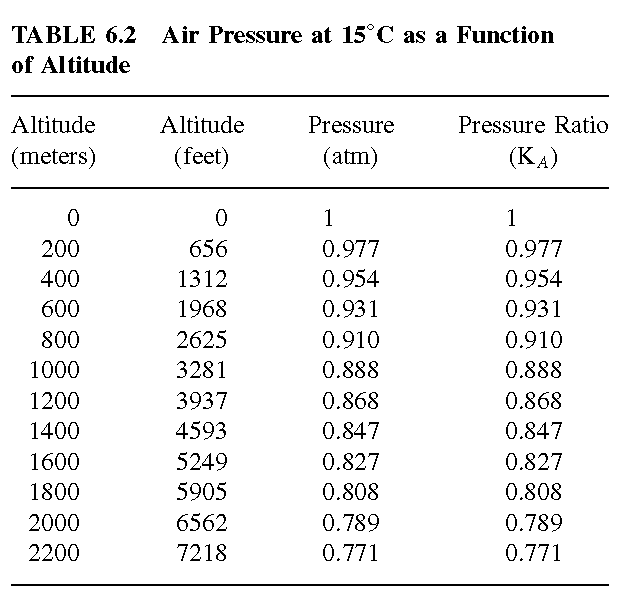 TABLE 6.2 Air Pressure at 15°C as a Function
of Altitude
Altitude Altitude Pressure Pressure Ratio
(meters) (feet) (atm) (K_A)
0 0 1 1
200 656 0.977 0.977
400 1312 0.954 0.954
600 1968 0.931 0.931
800 2625 0.910 0.910
1000 3281 0.888 0.888
1200 3937 0.868 0.868
1400 4593 0.847 0.847
1600 5249 0.827 0.827
1800 5905 0.808 0.808
2000 6562 0.789 0.789
2200 7218 0.771 0.771